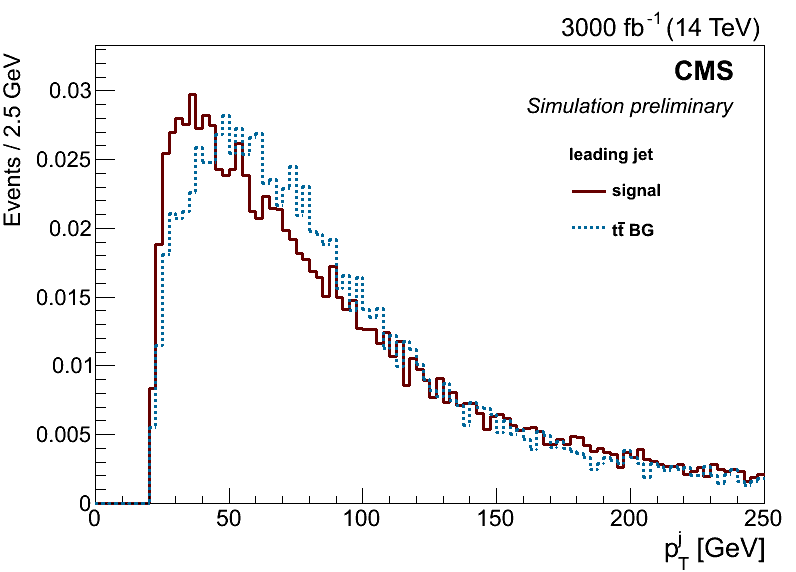 3000 fb⁻¹ (14 TeV)
CMS
Simulation preliminary
leading jet
signal
tt̄ BG
Events / 2.5 GeV
0.03
0.025
0.02
0.015
0.01
0.005
0
0 50 100 150 200 250
p_T^j [GeV]